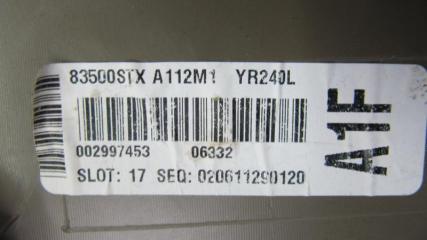 83500STX A112M1 YR240L
002997453 06332
SLOT: 17 SEQ: 020611290120
A1F